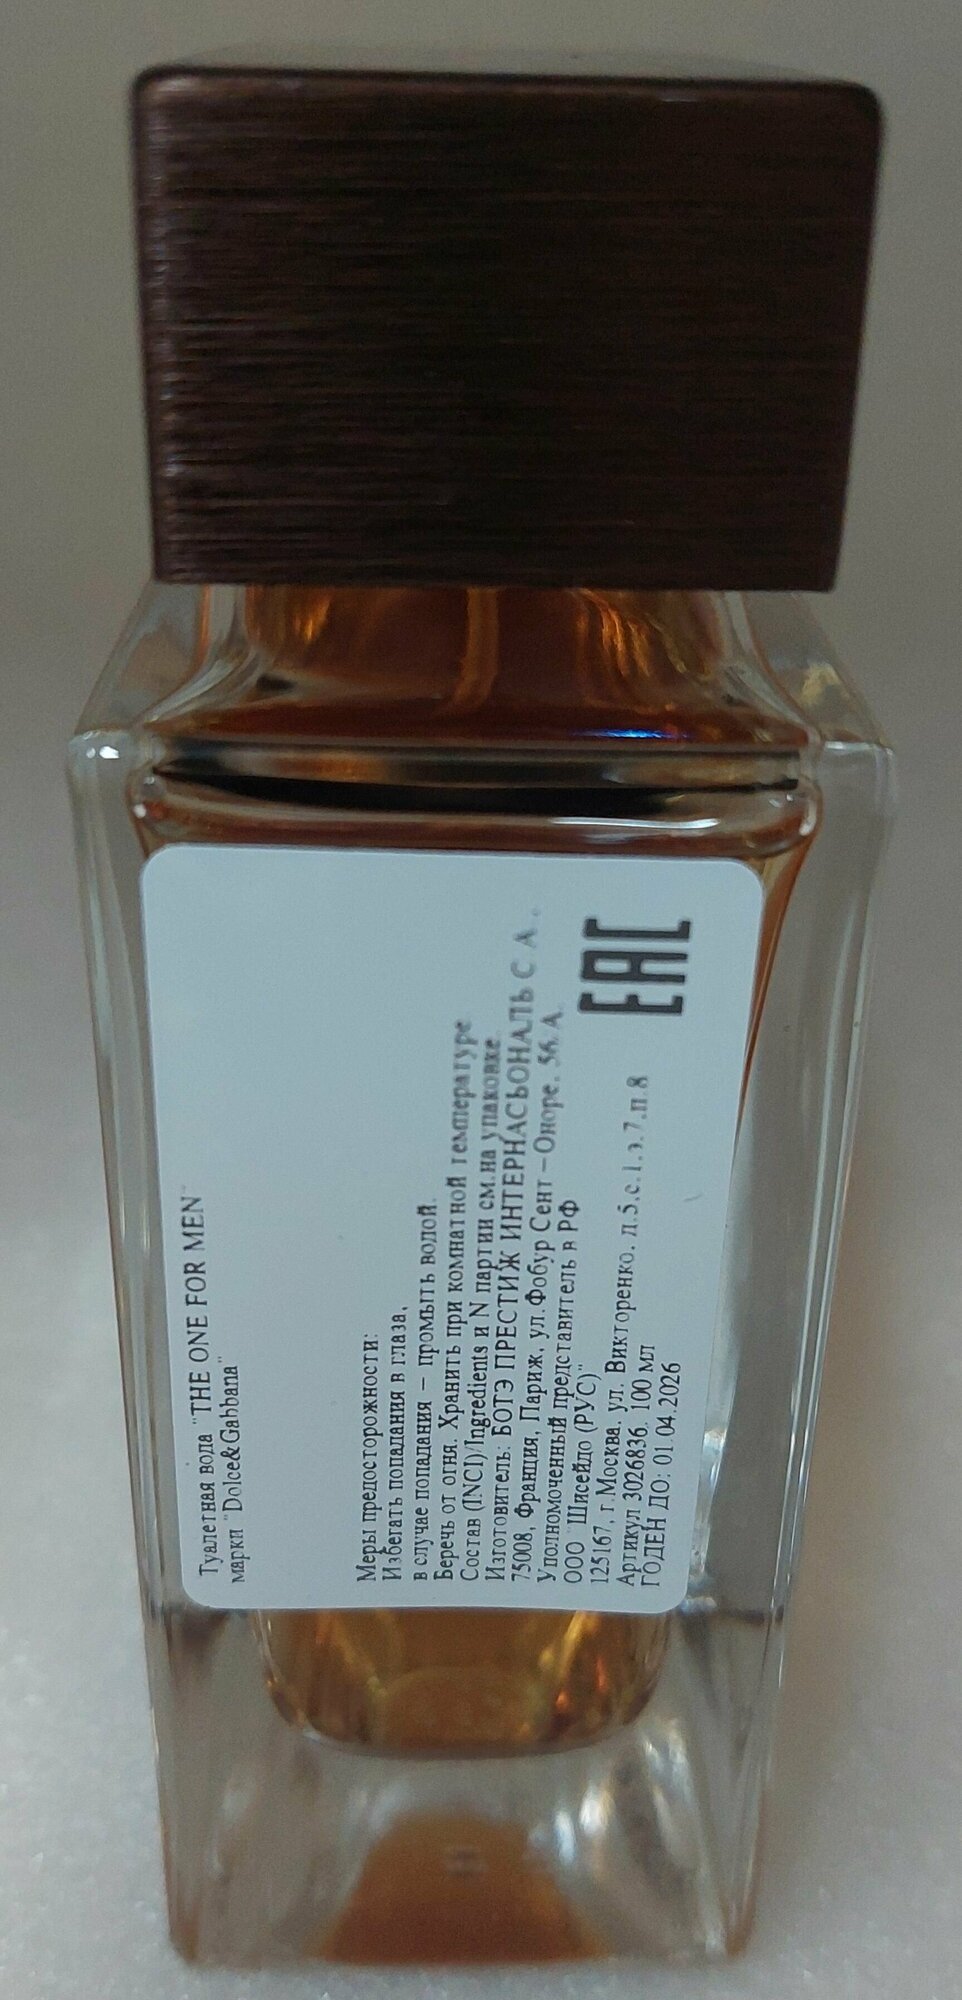 Туалетная вода "THE ONE FOR MEN"
марки "Dolce&Gabbana"
Меры предосторожности:
Избегать попадания в глаза,
в случае попадания – промыть водой.
Беречь от огня. Хранить при комнатной температуре
Состав (INCI)/Ingredients и N партии см.на упаковке
Изготовитель: БОТЭ ПРЕСТИЖ ИНТЕРНАСЬОНАЛЬ С.А.,
75008, Франция, Париж, ул.Фобур Сент–Оноре, 56 А
Уполномоченный представитель в РФ
ООО "Шисейдо (РУС)"
125167, г.Москва, ул. Викторенко, д.5,с.1,э.7,п.8
Артикул 3026836, 100 мл
ГОДЕН ДО: 01.04.2026
EAC